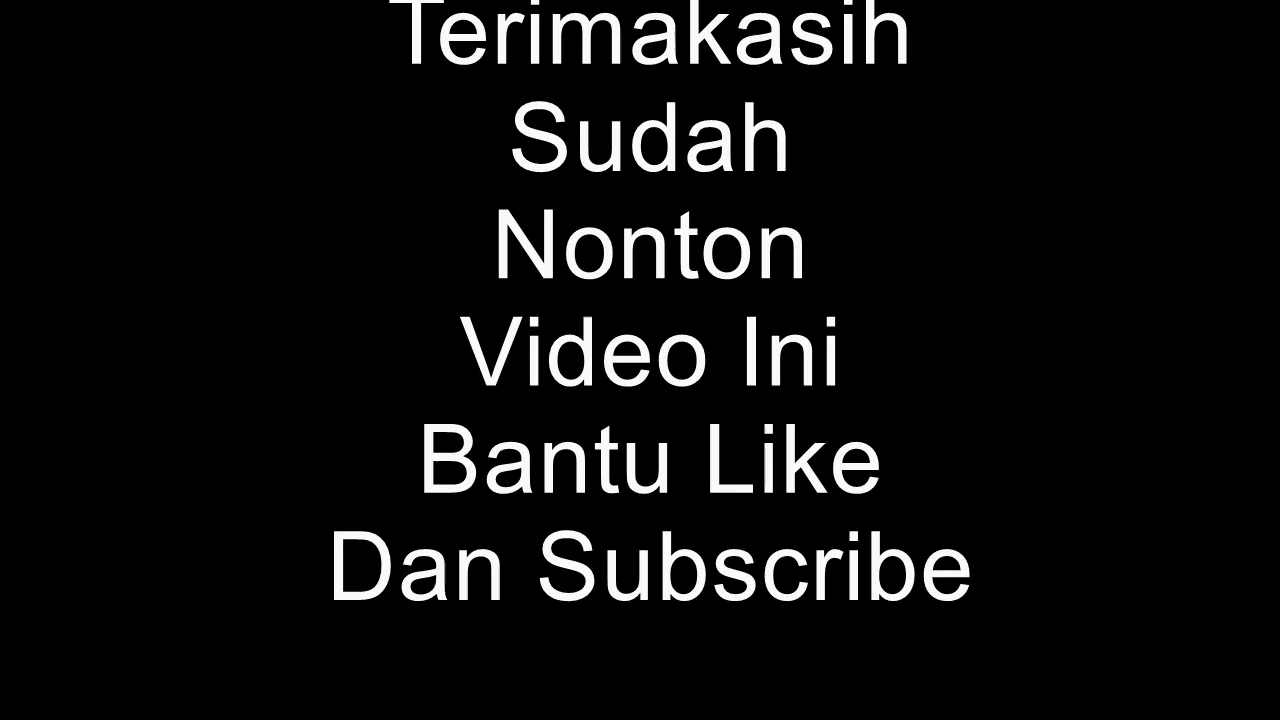 Terimakasih
Sudah
Nonton
Video Ini
Bantu Like
Dan Subscribe